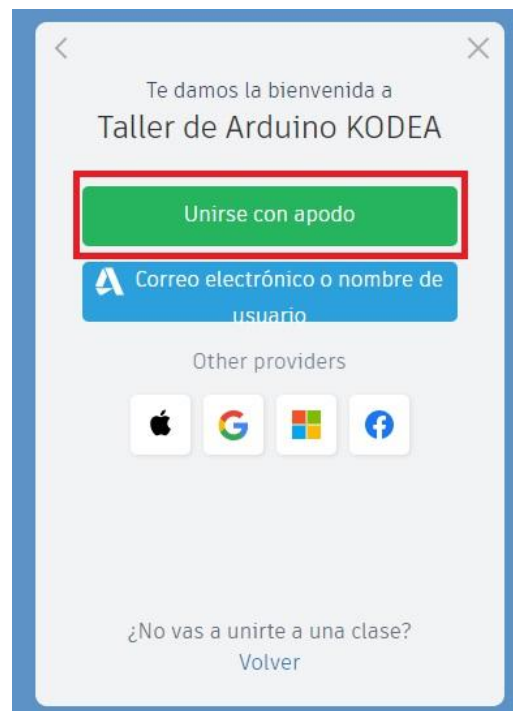 Te damos la bienvenida a
Taller de Arduino KODEA
Unirse con apodo
Correo electrónico o nombre de
usuario
Other providers
¿No vas a unirte a una clase?
Volver